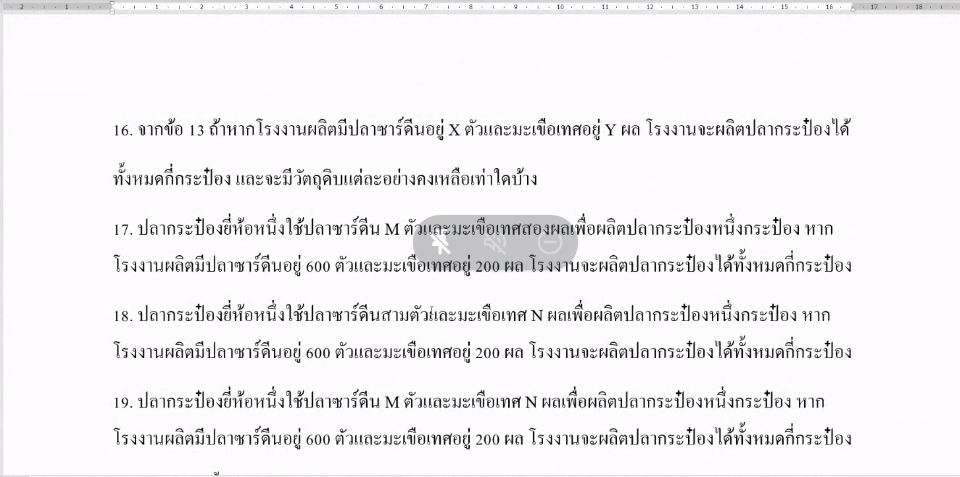 2 1 1 2 3 4 5 6 7 8 9 10 11 12 13 14 15 16 17 18
16. จากข้อ 13 ถ้าหากโรงงานผลิตมีปลาซาร์ดีนอยู่ X ตัวและมะเขือเทศอยู่ Y ผล โรงงานจะผลิตปลากระป๋องได้
ทั้งหมดกี่กระป๋อง และจะมีวัตถุดิบแต่ละอย่างคงเหลือเท่าใดบ้าง
17. ปลากระป๋องยี่ห้อหนึ่งใช้ปลาซาร์ดีน M ตัวและมะเขือเทศสองผลเพื่อผลิตปลากระป๋องหนึ่งกระป๋อง หาก
โรงงานผลิตมีปลาซาร์ดีนอยู่ 600 ตัวและมะเขือเทศอยู่ 200 ผล โรงงานจะผลิตปลากระป๋องได้ทั้งหมดกี่กระป๋อง
18. ปลากระป๋องยี่ห้อหนึ่งใช้ปลาซาร์ดีนสามตัวและมะเขือเทศ N ผลเพื่อผลิตปลากระป๋องหนึ่งกระป๋อง หาก
โรงงานผลิตมีปลาซาร์ดีนอยู่ 600 ตัวและมะเขือเทศอยู่ 200 ผล โรงงานจะผลิตปลากระป๋องได้ทั้งหมดกี่กระป๋อง
19. ปลากระป๋องยี่ห้อหนึ่งใช้ปลาซาร์ดีน M ตัวและมะเขือเทศ N ผลเพื่อผลิตปลากระป๋องหนึ่งกระป๋อง หาก
โรงงานผลิตมีปลาซาร์ดีนอยู่ 600 ตัวและมะเขือเทศอยู่ 200 ผล โรงงานจะผลิตปลากระป๋องได้ทั้งหมดกี่กระป๋อง